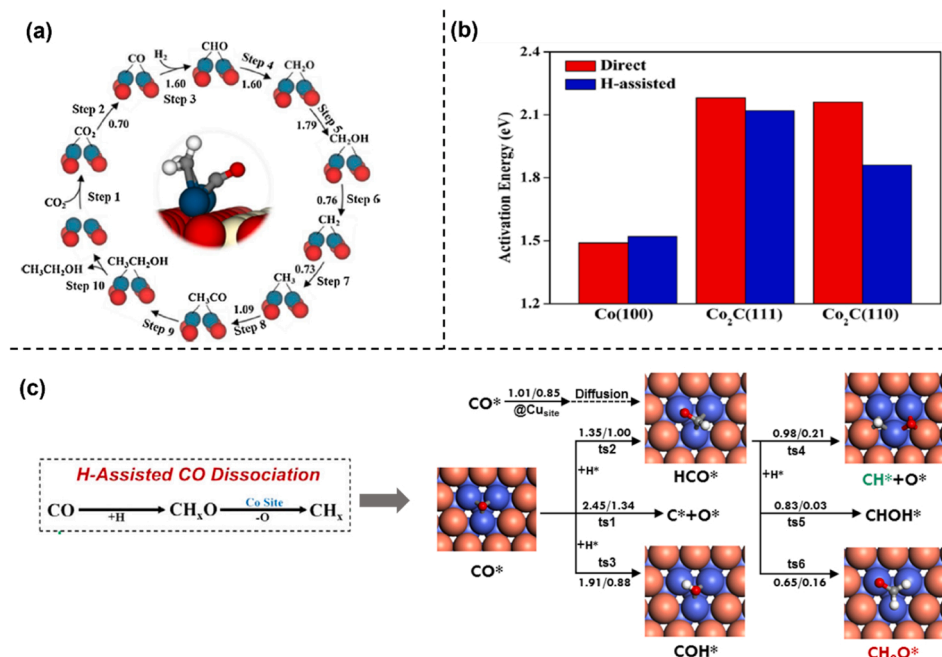 (a)
CO
H₂
CHO
Step 4
CH₂O
Step 2
1.60
Step 3
1.60
Step 5
CO₂
0.70
1.79
CH₂OH
CO₂
Step 1
0.76
Step 6
CH₂
CH₃CH₂OH
0.73
Step 7
CH₃CH₂OH
Step 10
CH₃CO
CH₃
1.09
Step 9
Step 8
(b)
Activation Energy (eV)
2.4
2.1
1.8
1.5
1.2
Direct
H-assisted
Co(100)
Co₂C(111)
Co₂C(110)
(c)
H-Assisted CO Dissociation
CO
+H
CHₓO
Co Site
-O
CHₓ
CO*
1.01/0.85
@Cusite
Diffusion
CO*
1.35/1.00
ts2
+H*
HCO*
2.45/1.34
ts1
C*+O*
+H*
ts3
1.91/0.88
COH*
0.98/0.21
ts4
+H*
CH*+O*
0.83/0.03
ts5
CHOH*
ts6
0.65/0.16
CH₂O*